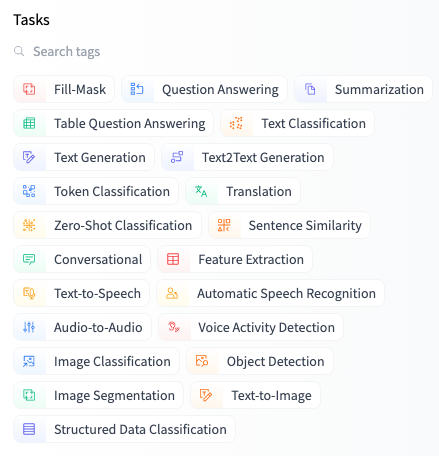 Tasks
Search tags
Fill-Mask Question Answering Summarization
Table Question Answering Text Classification
Text Generation Text2Text Generation
Token Classification Translation
Zero-Shot Classification Sentence Similarity
Conversational Feature Extraction
Text-to-Speech Automatic Speech Recognition
Audio-to-Audio Voice Activity Detection
Image Classification Object Detection
Image Segmentation Text-to-Image
Structured Data Classification